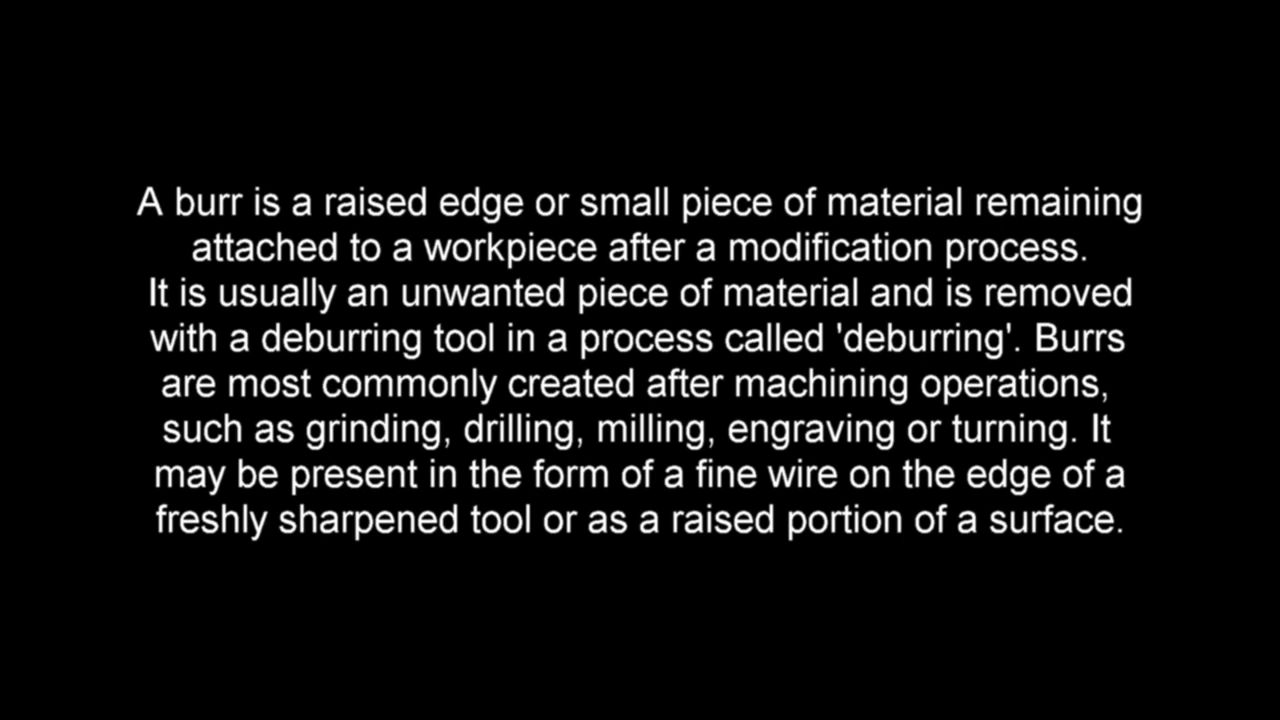 A burr is a raised edge or small piece of material remaining
attached to a workpiece after a modification process.
It is usually an unwanted piece of material and is removed
with a deburring tool in a process called 'deburring'. Burrs
are most commonly created after machining operations,
such as grinding, drilling, milling, engraving or turning. It
may be present in the form of a fine wire on the edge of a
freshly sharpened tool or as a raised portion of a surface.